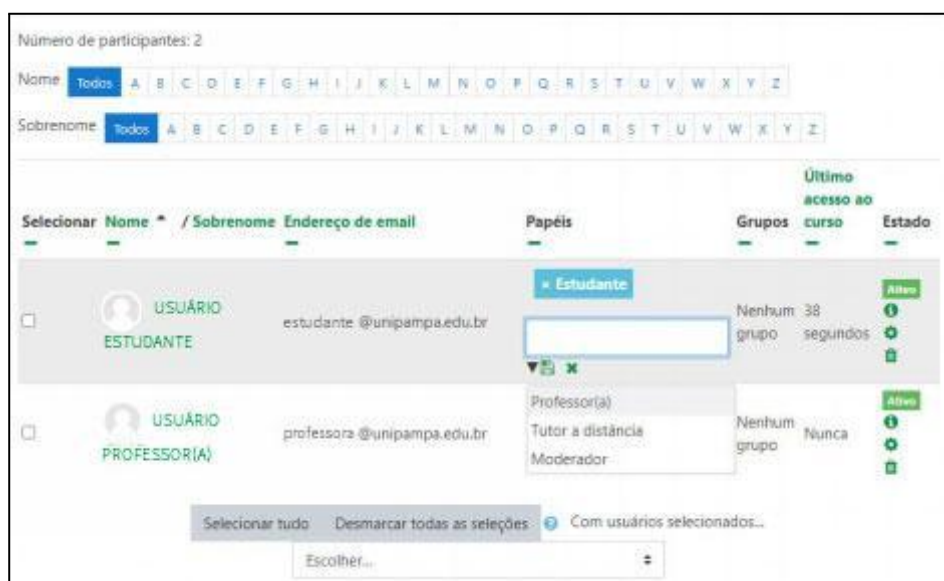 Número de participantes: 2
Nome Todos A B C D E F G H I J K L M N O P Q R S T U V W X Y Z
Sobrenome Todos A B C D E F G H I J K L M N O P Q R S T U V W X Y Z
Selecionar Nome / Sobrenome Endereço de email Papéis Grupos Último acesso ao curso Estado
× Estudante
USUÁRIO ESTUDANTE estudante @unipampa.edu.br Nenhum grupo 38 segundos Ativo
Professor(a)
Tutor a distância
Moderador
USUÁRIO PROFESSOR(A) professora @unipampa.edu.br Nenhum grupo Nunca Ativo
Selecionar tudo Desmarcar todas as seleções Com usuários selecionados...
Escolher...